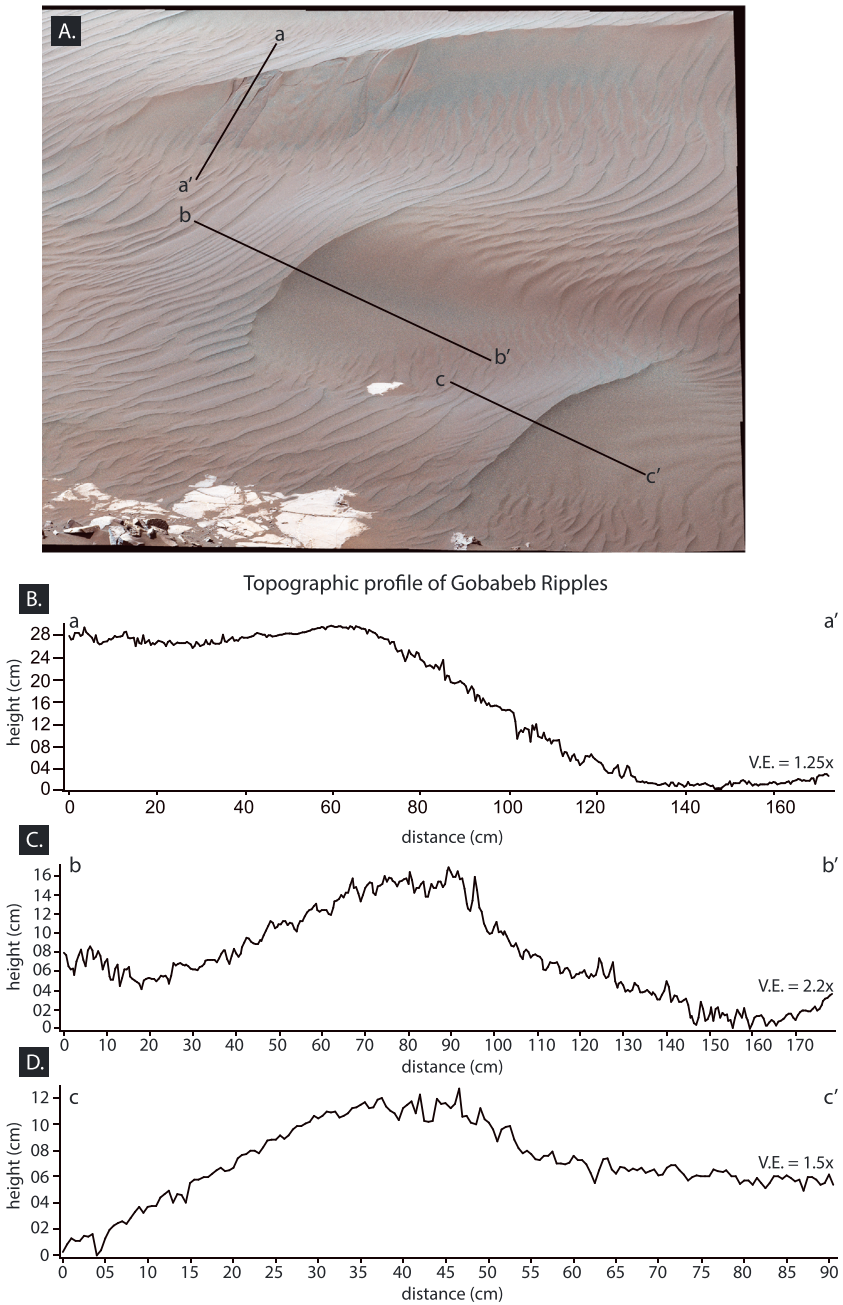 A.
a
a′
b
b′
c
c′
Topographic profile of Gobabeb Ripples
B.
a
a′
height (cm)
28
24
20
16
12
08
04
0
V.E. = 1.25x
0 20 40 60 80 100 120 140 160
distance (cm)
C.
b
b′
height (cm)
16
14
12
10
08
06
04
02
0
V.E. = 2.2x
0 10 20 30 40 50 60 70 80 90 100 110 120 130 140 150 160 170
distance (cm)
D.
c
c′
height (cm)
12
10
08
06
04
02
0
V.E. = 1.5x
0 05 10 15 20 25 30 35 40 45 50 55 60 65 70 75 80 85 90
distance (cm)